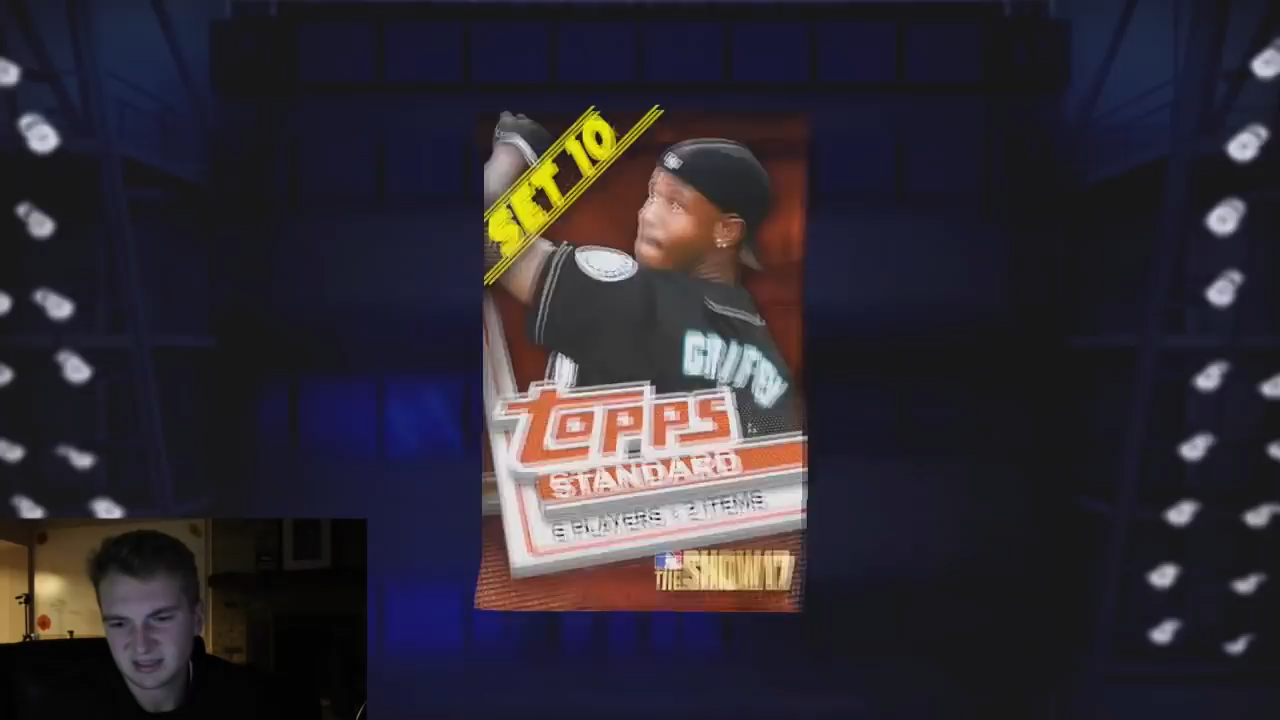 SET 10
GRIFFEY
TOPPS
STANDARD
6 PLAYERS • 2 ITEMS
THE SHOW 17